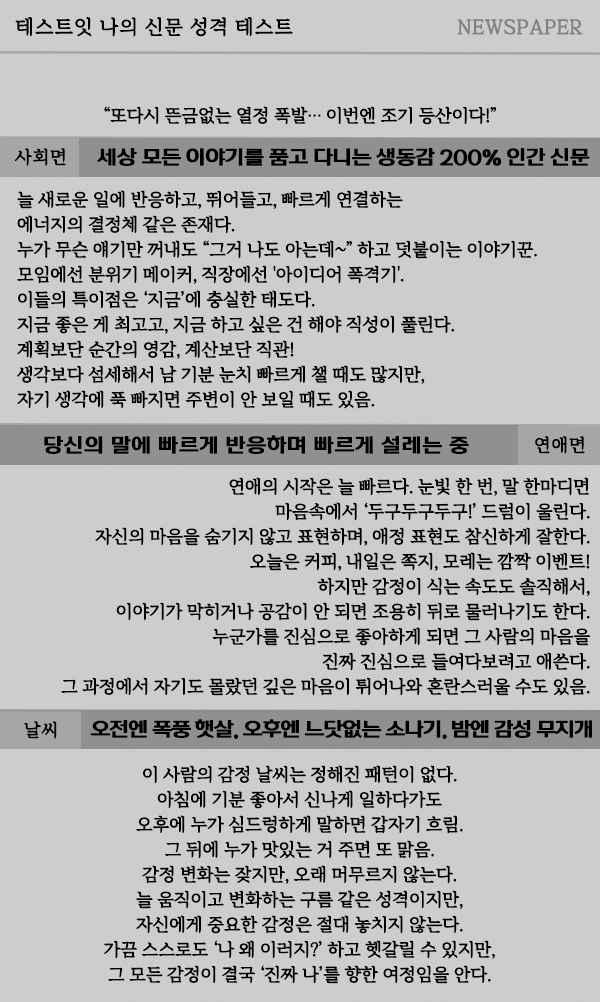 테스트잇 나의 신문 성격 테스트
NEWSPAPER
“또다시 뜬금없는 열정 폭발… 이번엔 조기 등산이다!”
사회면
세상 모든 이야기를 품고 다니는 생동감 200% 인간 신문
늘 새로운 일에 반응하고, 뛰어들고, 빠르게 연결하는
에너지의 결정체 같은 존재다.
누가 무슨 얘기만 꺼내도 “그거 나도 아는데~” 하고 덧붙이는 이야기꾼.
모임에선 분위기 메이커, 직장에선 '아이디어 폭격기'.
이들의 특이점은 ‘지금’에 충실한 태도다.
지금 좋은 게 최고고, 지금 하고 싶은 건 해야 직성이 풀린다.
계획보단 순간의 영감, 계산보단 직관!
생각보다 섬세해서 남 기분 눈치 빠르게 챌 때도 많지만,
자기 생각에 푹 빠지면 주변이 안 보일 때도 있음.
당신의 말에 빠르게 반응하며 빠르게 설레는 중
연애면
연애의 시작은 늘 빠르다. 눈빛 한 번, 말 한마디면
마음속에서 ‘두구두구두구!’ 드럼이 울린다.
자신의 마음을 숨기지 않고 표현하며, 애정 표현도 참신하게 잘한다.
오늘은 커피, 내일은 쪽지, 모레는 깜짝 이벤트!
하지만 감정이 식는 속도도 솔직해서,
이야기가 막히거나 공감이 안 되면 조용히 뒤로 물러나기도 한다.
누군가를 진심으로 좋아하게 되면 그 사람의 마음을
진짜 진심으로 들여다보려고 애쓴다.
그 과정에서 자기도 몰랐던 깊은 마음이 튀어나와 혼란스러울 수도 있음.
날씨
오전엔 폭풍 햇살, 오후엔 느닷없는 소나기, 밤엔 감성 무지개
이 사람의 감정 날씨는 정해진 패턴이 없다.
아침에 기분 좋아서 신나게 일하다가도
오후에 누가 심드렁하게 말하면 갑자기 흐림.
그 뒤에 누가 맛있는 거 주면 또 맑음.
감정 변화는 잦지만, 오래 머무르지 않는다.
늘 움직이고 변화하는 구름 같은 성격이지만,
자신에게 중요한 감정은 절대 놓치지 않는다.
가끔 스스로도 ‘나 왜 이러지?’ 하고 헷갈릴 수 있지만,
그 모든 감정이 결국 ‘진짜 나’를 향한 여정임을 안다.